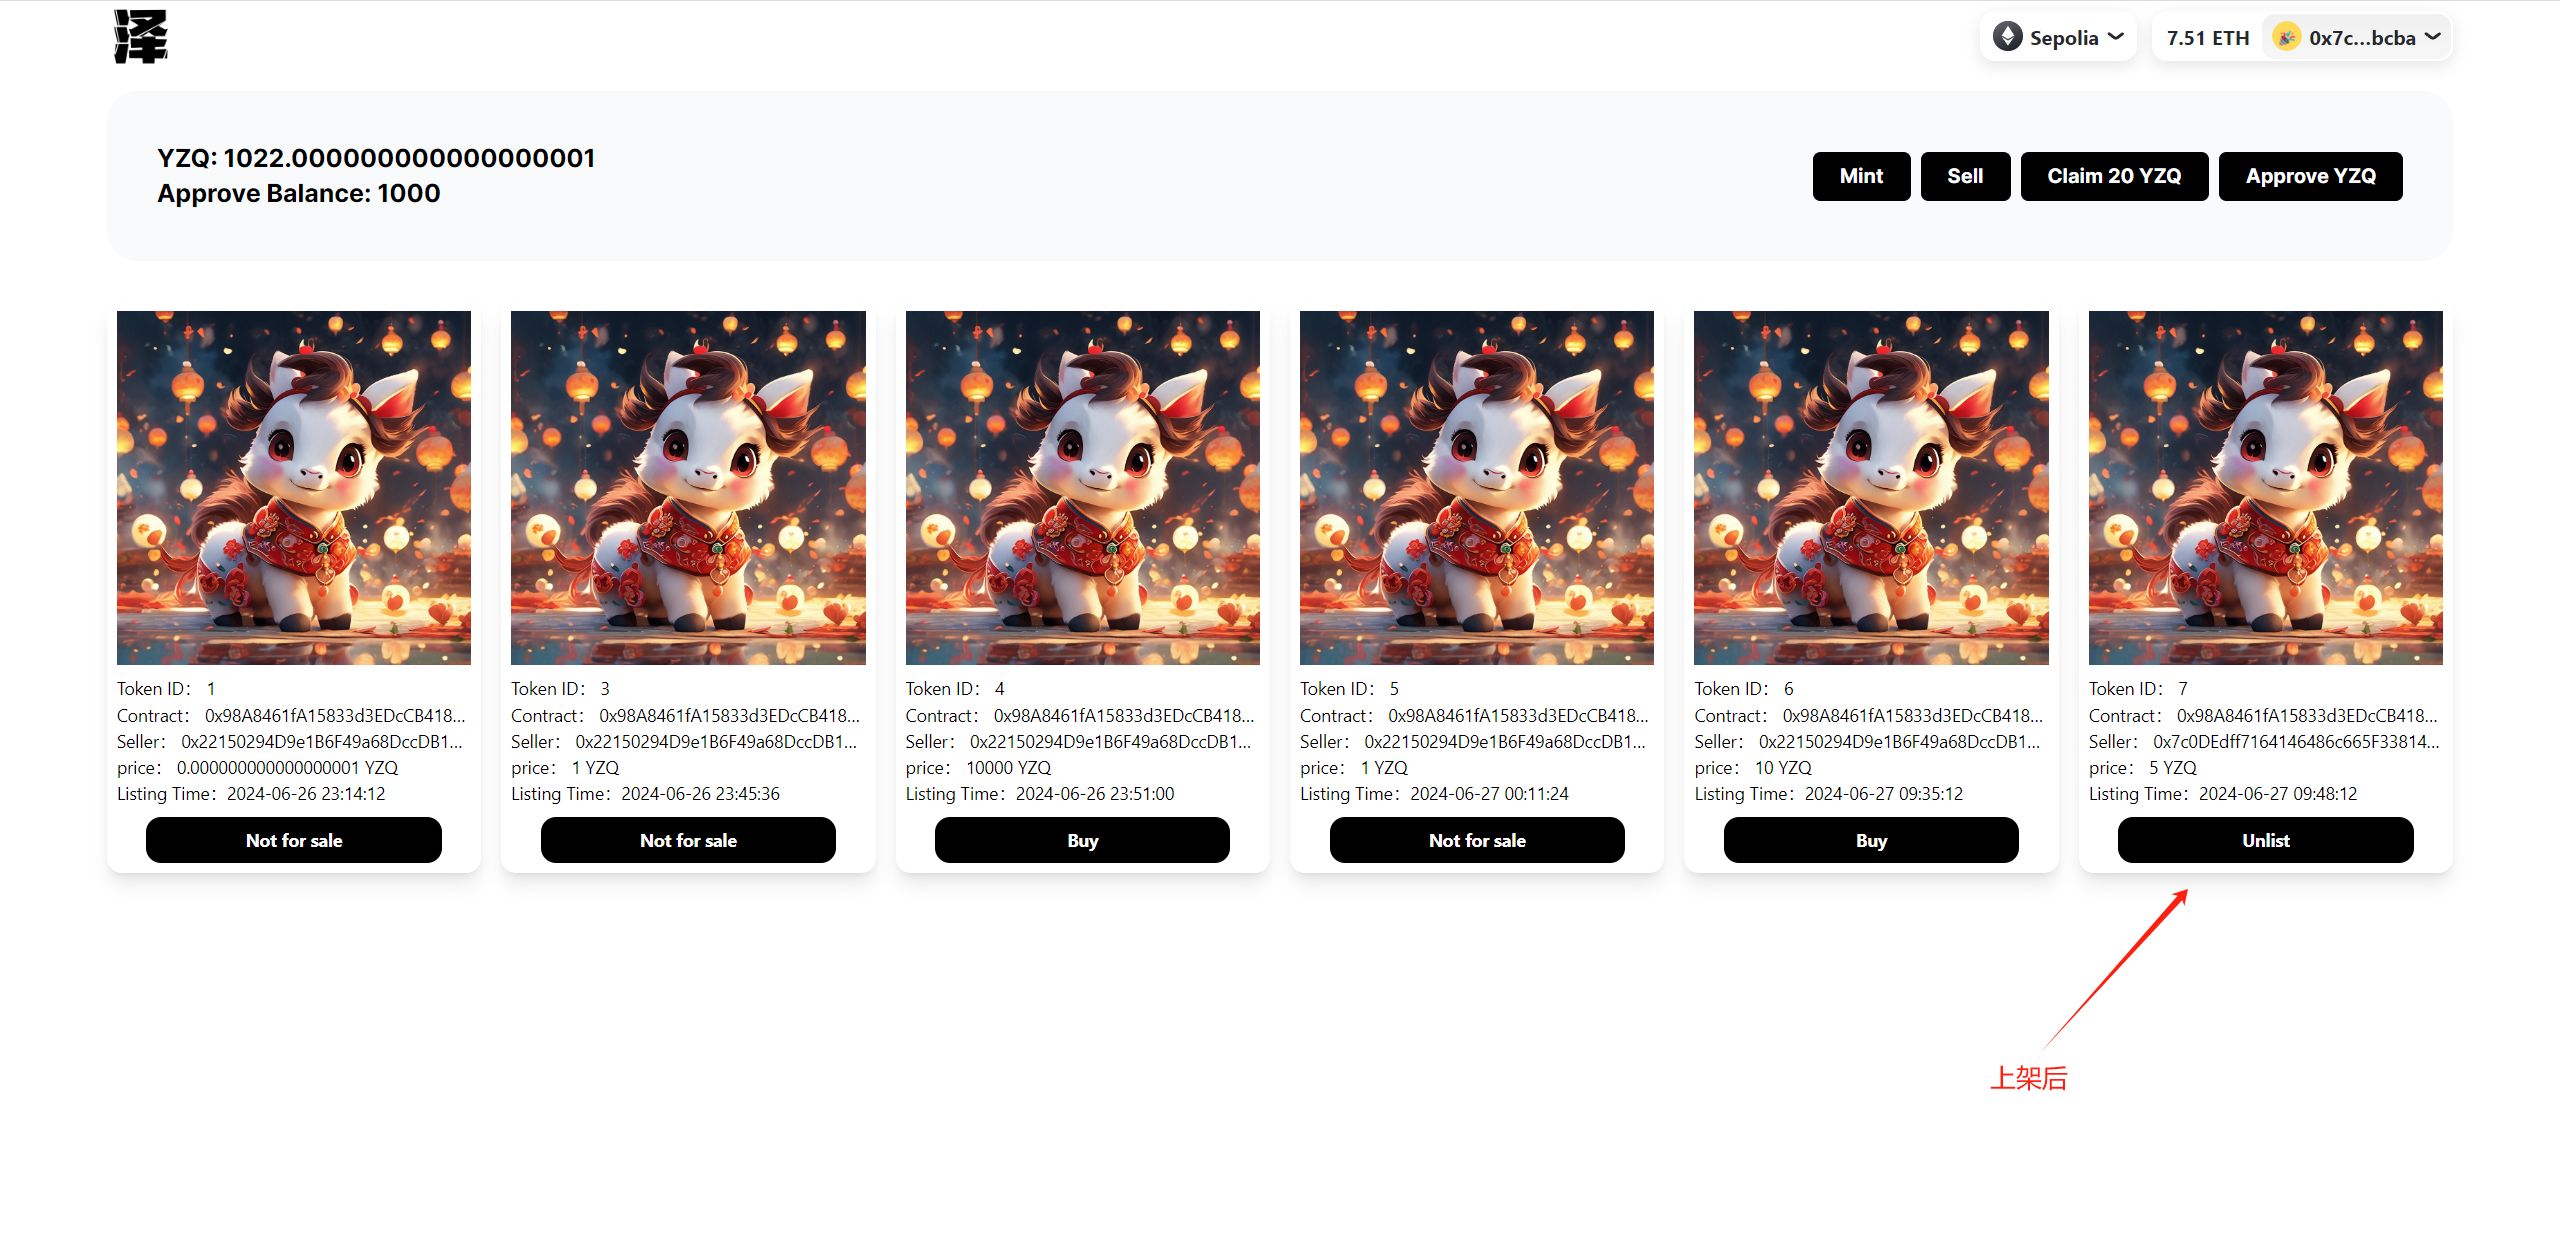 泽
Sepolia
7.51 ETH
0x7c...bcba
YZQ: 1022.000000000000000001
Approve Balance: 1000
Mint
Sell
Claim 20 YZQ
Approve YZQ
Token ID： 1
Contract： 0x98A8461fA15833d3EDcCB418...
Seller： 0x22150294D9e1B6F49a68DccDB1...
price： 0.000000000000000001 YZQ
Listing Time：2024-06-26 23:14:12
Not for sale
Token ID： 3
Contract： 0x98A8461fA15833d3EDcCB418...
Seller： 0x22150294D9e1B6F49a68DccDB1...
price： 1 YZQ
Listing Time：2024-06-26 23:45:36
Not for sale
Token ID： 4
Contract： 0x98A8461fA15833d3EDcCB418...
Seller： 0x22150294D9e1B6F49a68DccDB1...
price： 10000 YZQ
Listing Time：2024-06-26 23:51:00
Buy
Token ID： 5
Contract： 0x98A8461fA15833d3EDcCB418...
Seller： 0x22150294D9e1B6F49a68DccDB1...
price： 1 YZQ
Listing Time：2024-06-27 00:11:24
Not for sale
Token ID： 6
Contract： 0x98A8461fA15833d3EDcCB418...
Seller： 0x22150294D9e1B6F49a68DccDB1...
price： 10 YZQ
Listing Time：2024-06-27 09:35:12
Buy
Token ID： 7
Contract： 0x98A8461fA15833d3EDcCB418...
Seller： 0x7c0DEdff7164146486c665F33814...
price： 5 YZQ
Listing Time：2024-06-27 09:48:12
Unlist
上架后